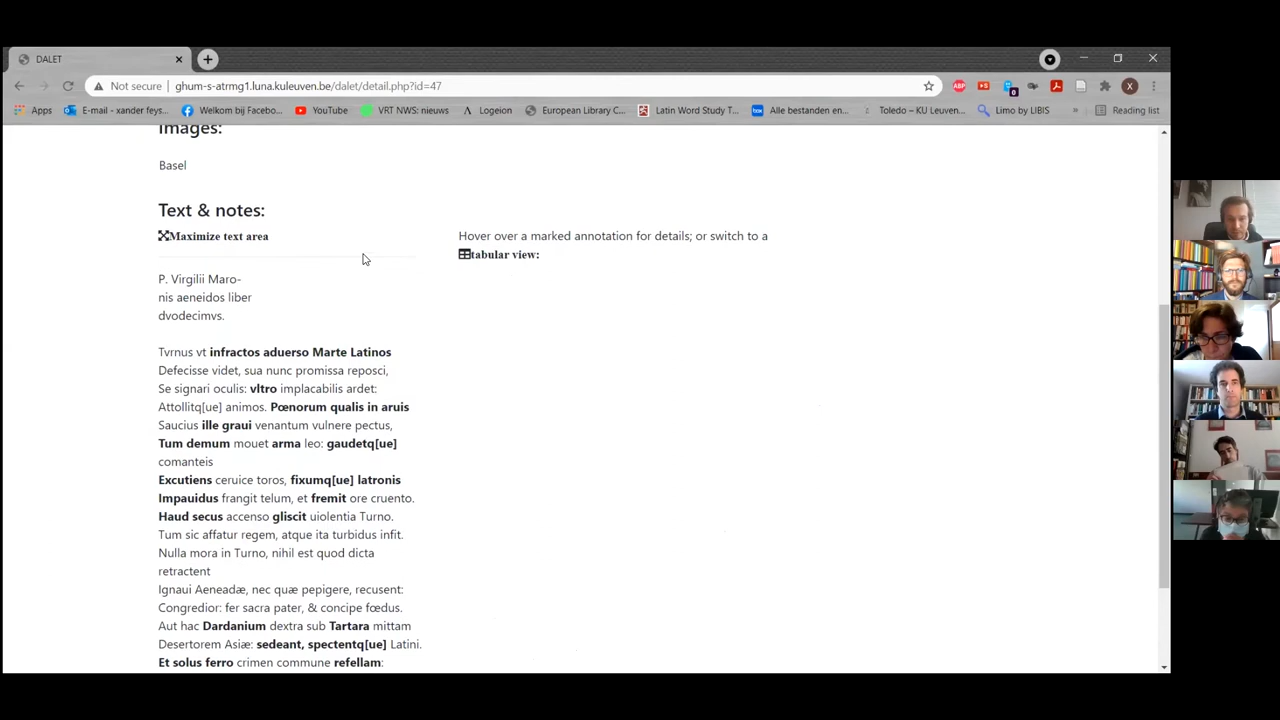 DALET
Not secure | ghum-s-atrmg1.luna.kuleuven.be/dalet/detail.php?id=47
Apps E-mail - xander feys... Welkom bij Facebo... YouTube VRT NWS: nieuws Logeion European Library C... Latin Word Study T... Alle bestanden en... Toledo – KU Leuven... Limo by LIBIS » Reading list
Images:
Basel
Text & notes:
Maximize text area
Hover over a marked annotation for details; or switch to a
tabular view:
P. Virgilii Maro-
nis aeneidos liber
dvodecimvs.
Tvrnus vt infractos aduerso Marte Latinos
Defecisse videt, sua nunc promissa reposci,
Se signari oculis: vltro implacabilis ardet:
Attollitq[ue] animos. Pœnorum qualis in aruis
Saucius ille graui venantum vulnere pectus,
Tum demum mouet arma leo: gaudetq[ue]
comanteis
Excutiens ceruice toros, fixumq[ue] latronis
Impauidus frangit telum, et fremit ore cruento.
Haud secus accenso gliscit uiolentia Turno.
Tum sic affatur regem, atque ita turbidus infit.
Nulla mora in Turno, nihil est quod dicta
retractent
Ignaui Aeneadæ, nec quæ pepigere, recusent:
Congredior: fer sacra pater, & concipe fœdus.
Aut hac Dardanium dextra sub Tartara mittam
Desertorem Asiæ: sedeant, spectentq[ue] Latini.
Et solus ferro crimen commune refellam: